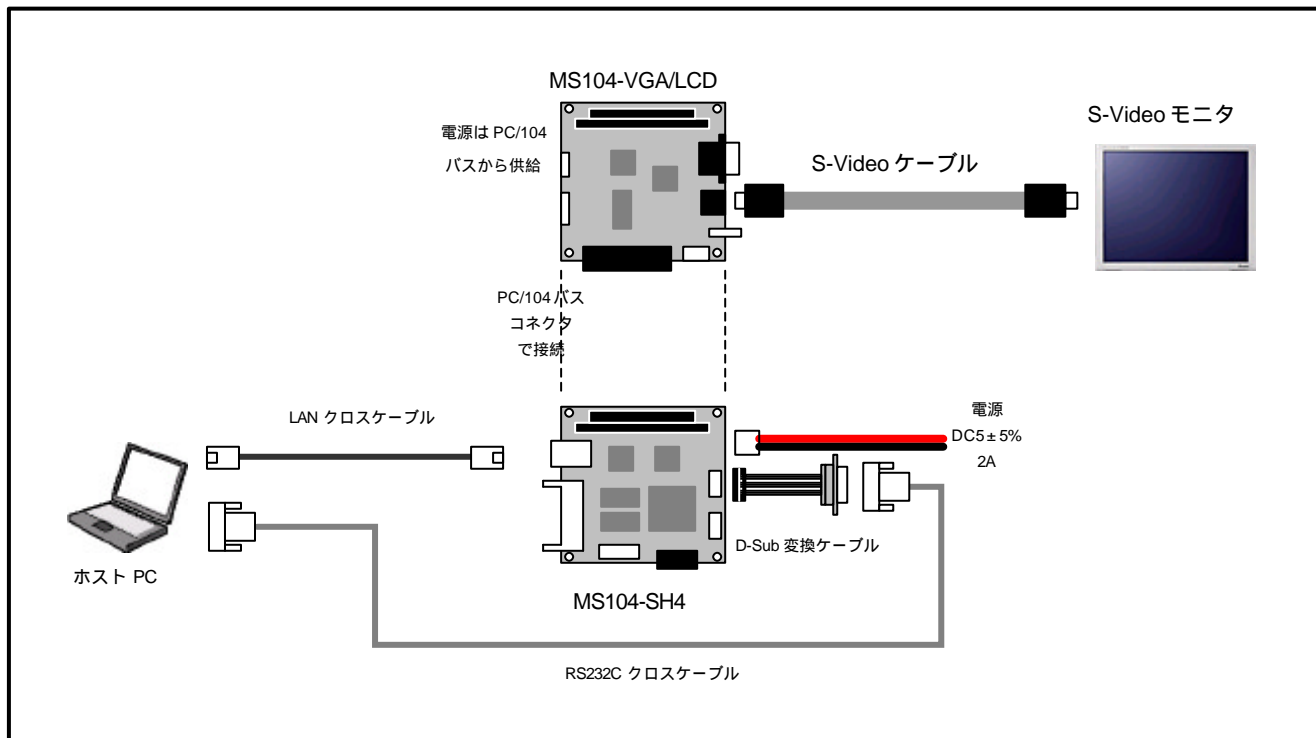 MS104-VGA/LCD
電源は PC/104
バスから供給
S-Video モニタ
S-Video ケーブル
PC/104 バス
コネクタ
で接続
LAN クロスケーブル
電源
DC5±5%
2A
D-Sub 変換ケーブル
ホスト PC
MS104-SH4
RS232C クロスケーブル